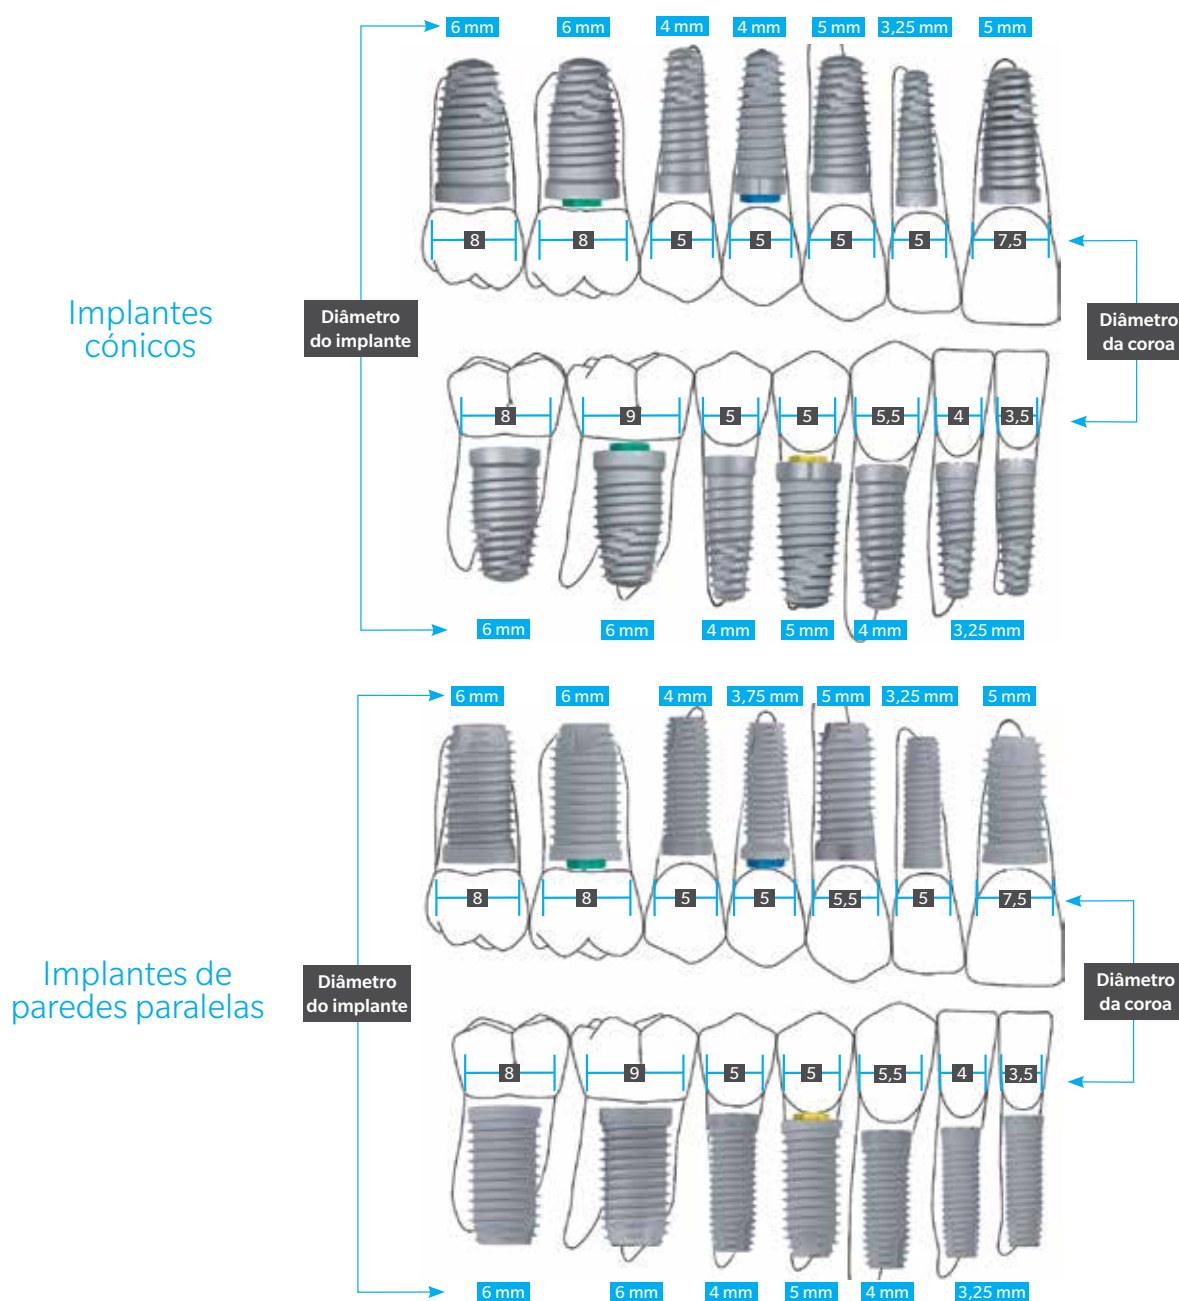 6 mm 6 mm 4 mm 4 mm 5 mm 3,25 mm 5 mm
8 8 5 5 5 5 7,5
Implantes
cónicos
Diâmetro
do implante
Diâmetro
da coroa
8 9 5 5 5,5 4 3,5
6 mm 6 mm 4 mm 5 mm 4 mm 3,25 mm
6 mm 6 mm 4 mm 3,75 mm 5 mm 3,25 mm 5 mm
8 8 5 5 5,5 5 7,5
Implantes de
paredes paralelas
Diâmetro
do implante
Diâmetro
da coroa
8 9 5 5 5,5 4 3,5
6 mm 6 mm 4 mm 5 mm 4 mm 3,25 mm